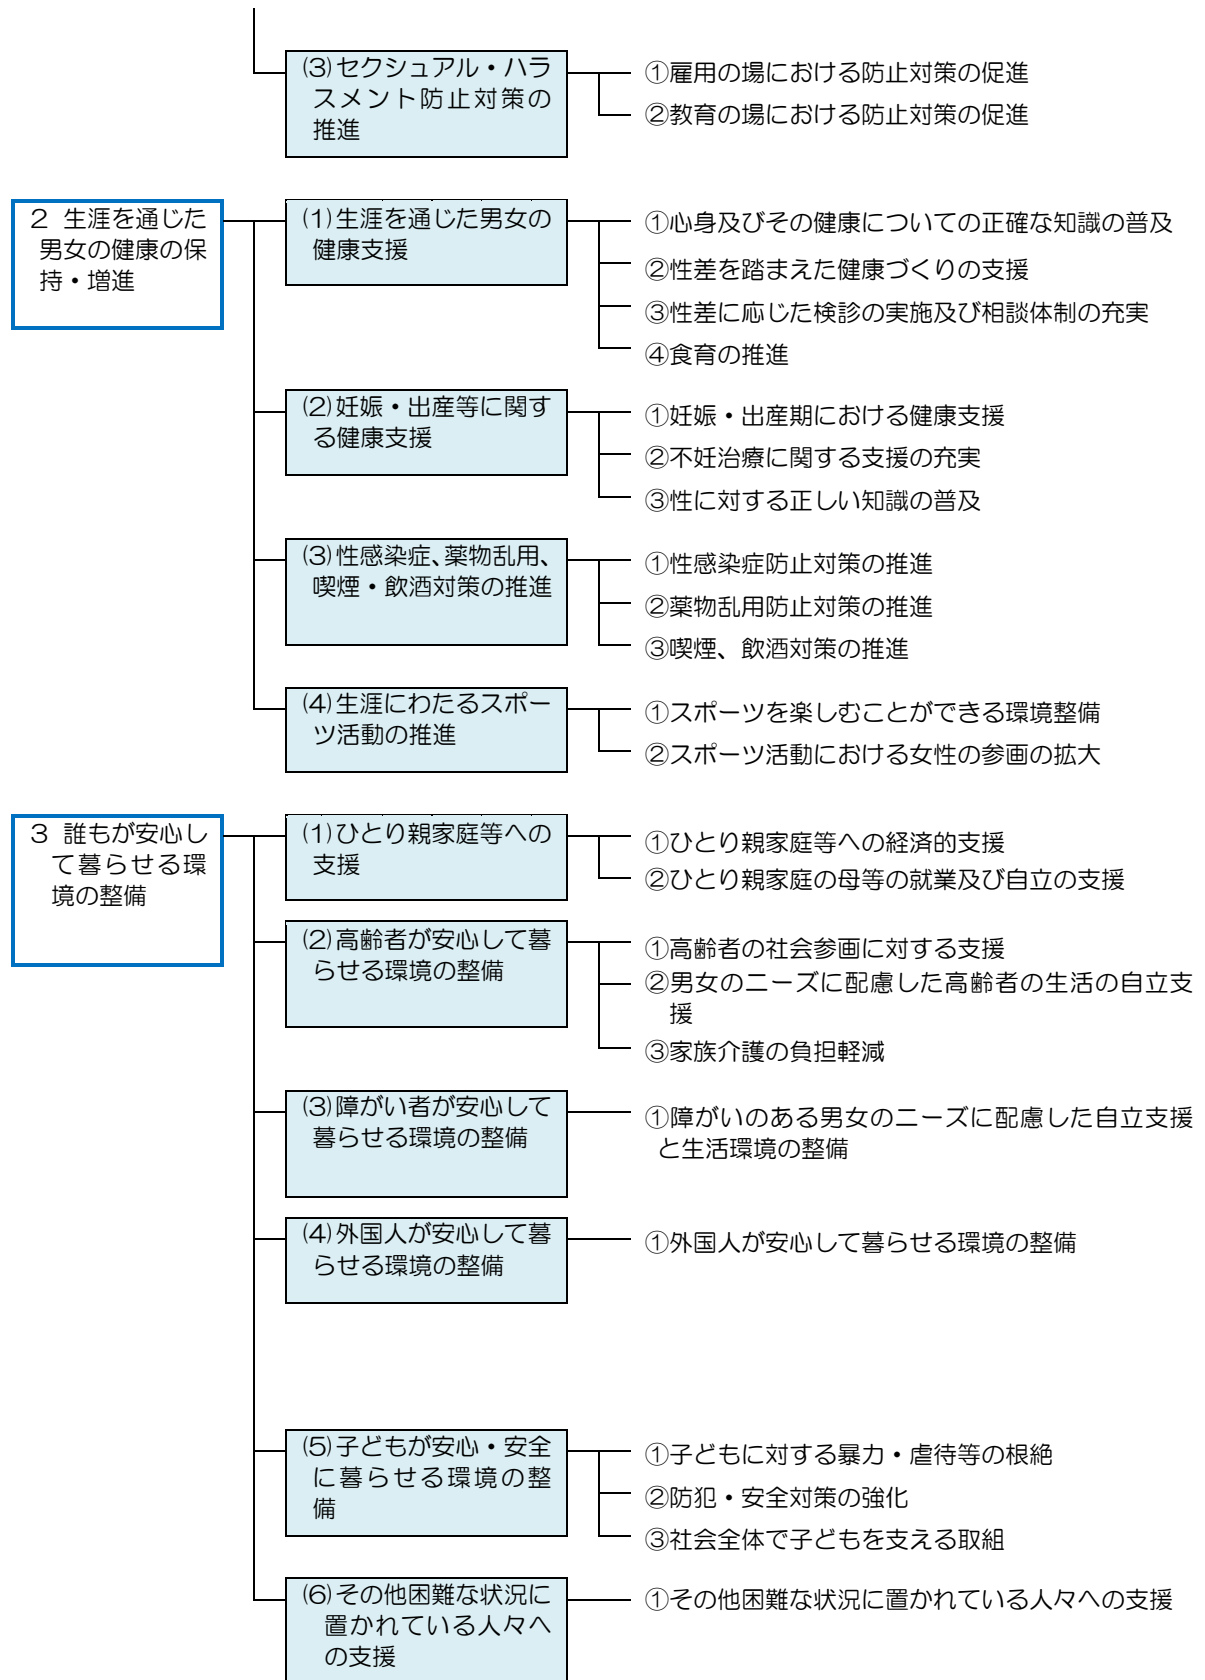 (3)セクシュアル・ハラ
スメント防止対策の
推進
①雇用の場における防止対策の促進
②教育の場における防止対策の促進
２ 生涯を通じた
男女の健康の保
持・増進
(1)生涯を通じた男女の
健康支援
①心身及びその健康についての正確な知識の普及
②性差を踏まえた健康づくりの支援
③性差に応じた検診の実施及び相談体制の充実
④食育の推進
(2)妊娠・出産等に関す
る健康支援
①妊娠・出産期における健康支援
②不妊治療に関する支援の充実
③性に対する正しい知識の普及
(3)性感染症、薬物乱用、
喫煙・飲酒対策の推進
①性感染症防止対策の推進
②薬物乱用防止対策の推進
③喫煙、飲酒対策の推進
(4)生涯にわたるスポー
ツ活動の推進
①スポーツを楽しむことができる環境整備
②スポーツ活動における女性の参画の拡大
３ 誰もが安心し
て暮らせる環
境の整備
(1)ひとり親家庭等への
支援
①ひとり親家庭等への経済的支援
②ひとり親家庭の母等の就業及び自立の支援
(2)高齢者が安心して暮
らせる環境の整備
①高齢者の社会参画に対する支援
②男女のニーズに配慮した高齢者の生活の自立支
援
③家族介護の負担軽減
(3)障がい者が安心して
暮らせる環境の整備
①障がいのある男女のニーズに配慮した自立支援
と生活環境の整備
(4)外国人が安心して暮
らせる環境の整備
①外国人が安心して暮らせる環境の整備
(5)子どもが安心・安全
に暮らせる環境の整
備
①子どもに対する暴力・虐待等の根絶
②防犯・安全対策の強化
③社会全体で子どもを支える取組
(6)その他困難な状況に
置かれている人々へ
の支援
①その他困難な状況に置かれている人々への支援